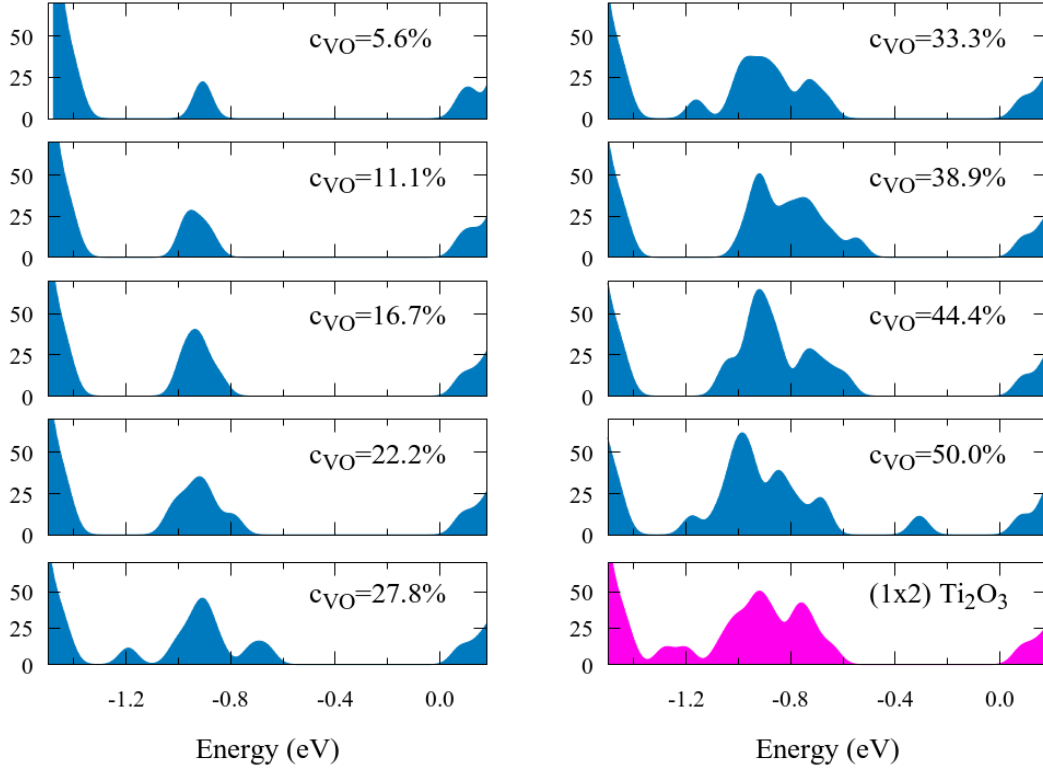 50
25
0
c_VO=5.6%
50
25
0
c_VO=11.1%
50
25
0
c_VO=16.7%
50
25
0
c_VO=22.2%
50
25
0
c_VO=27.8%
-1.2 -0.8 -0.4 0.0
Energy (eV)
50
25
0
c_VO=33.3%
50
25
0
c_VO=38.9%
50
25
0
c_VO=44.4%
50
25
0
c_VO=50.0%
50
25
0
(1x2) Ti₂O₃
-1.2 -0.8 -0.4 0.0
Energy (eV)